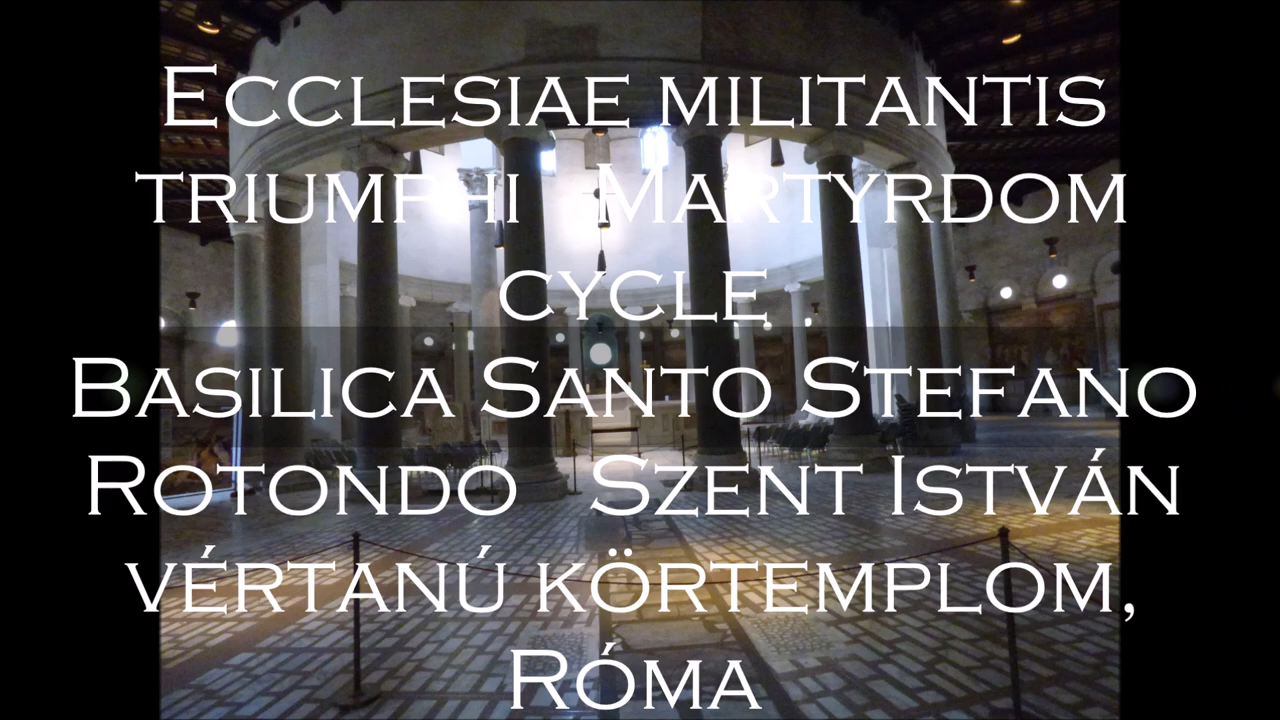 Ecclesiae militantis
triumphi Martyrdom
cycle
Basilica Santo Stefano
Rotondo Szent István
vértanú körtemplom,
Róma